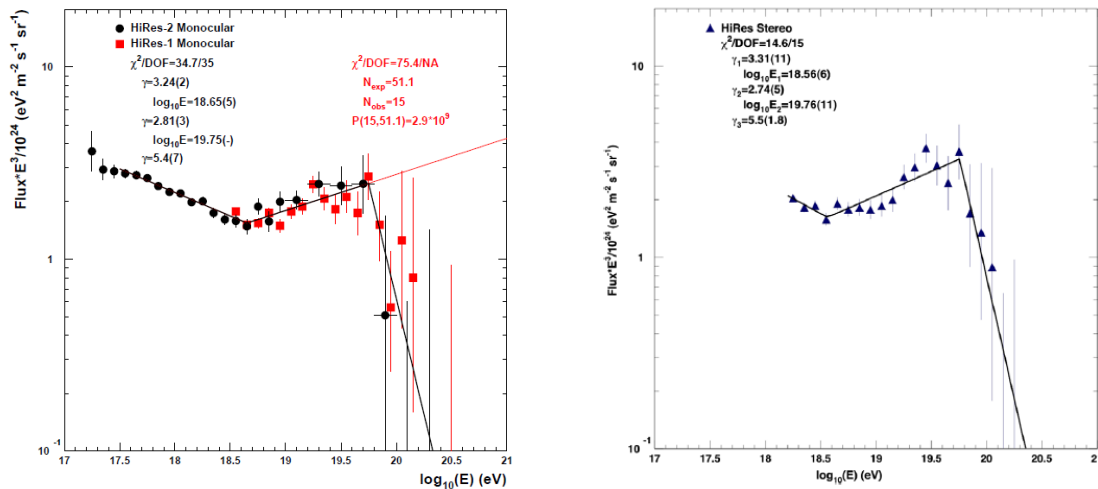 HiRes-2 Monocular
HiRes-1 Monocular
χ²/DOF=34.7/35
γ=3.24(2)
log₁₀E=18.65(5)
γ=2.81(3)
log₁₀E=19.75(-)
γ=5.4(7)
χ²/DOF=75.4/NA
Nexp=51.1
Nobs=15
P(15,51.1)=2.9*10⁹
Flux*E³/10²⁴ (eV² m⁻² s⁻¹ sr⁻¹)
10
1
10⁻¹
17 17.5 18 18.5 19 19.5 20 20.5 21
log₁₀(E) (eV)
HiRes Stereo
χ²/DOF=14.6/15
γ₁=3.31(11)
log₁₀E₁=18.56(6)
γ₂=2.74(5)
log₁₀E₂=19.76(11)
γ₃=5.5(1.8)
Flux*E³/10²⁴ (eV² m⁻² s⁻¹ sr⁻¹)
10
1
10⁻¹
17 17.5 18 18.5 19 19.5 20 20.5 2
log₁₀(E) (eV)